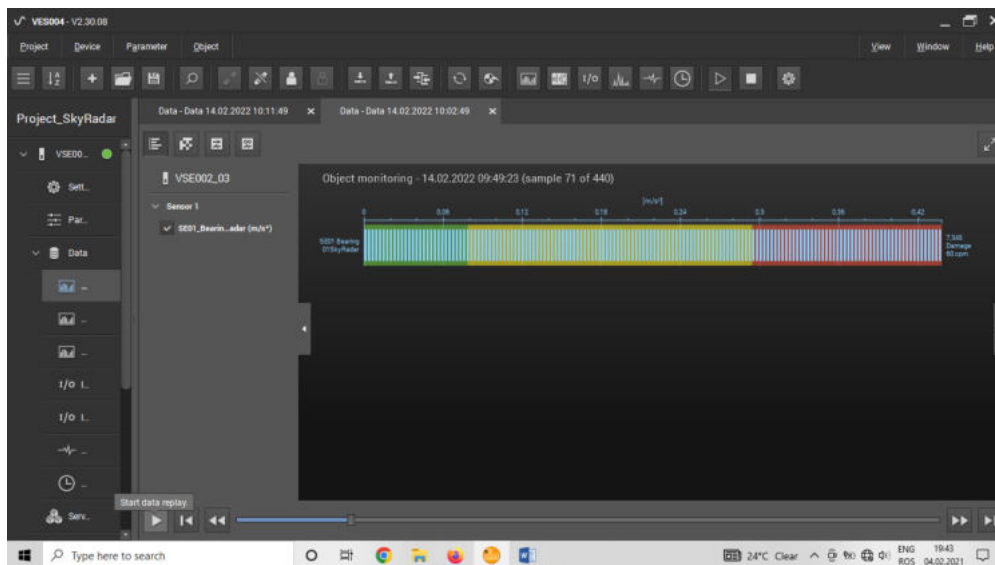 VES004 - V2.30.08
Project Device Parameter Object View Window Help
I/O
Project_SkyRadar
Data - Data 14.02.2022 10:11:49
Data - Data 14.02.2022 10:02:49
VSE00..
VSE002_03
Object monitoring - 14.02.2022 09:49:23 (sample 71 of 440)
Sett..
Sensor 1
[m/s²]
0 0,06 0,12 0,18 0,24 0,3 0,36 0,42
Par..
SE01_Bearin...adar (m/s²)
SE01 Bearing
01SkyRadar
7,348
Damage
60 rpm
Data
I/O I..
I/O I..
Start data replay
Serv..
Type here to search
24°C Clear
ENG
ROS
19:43
04.02.2021